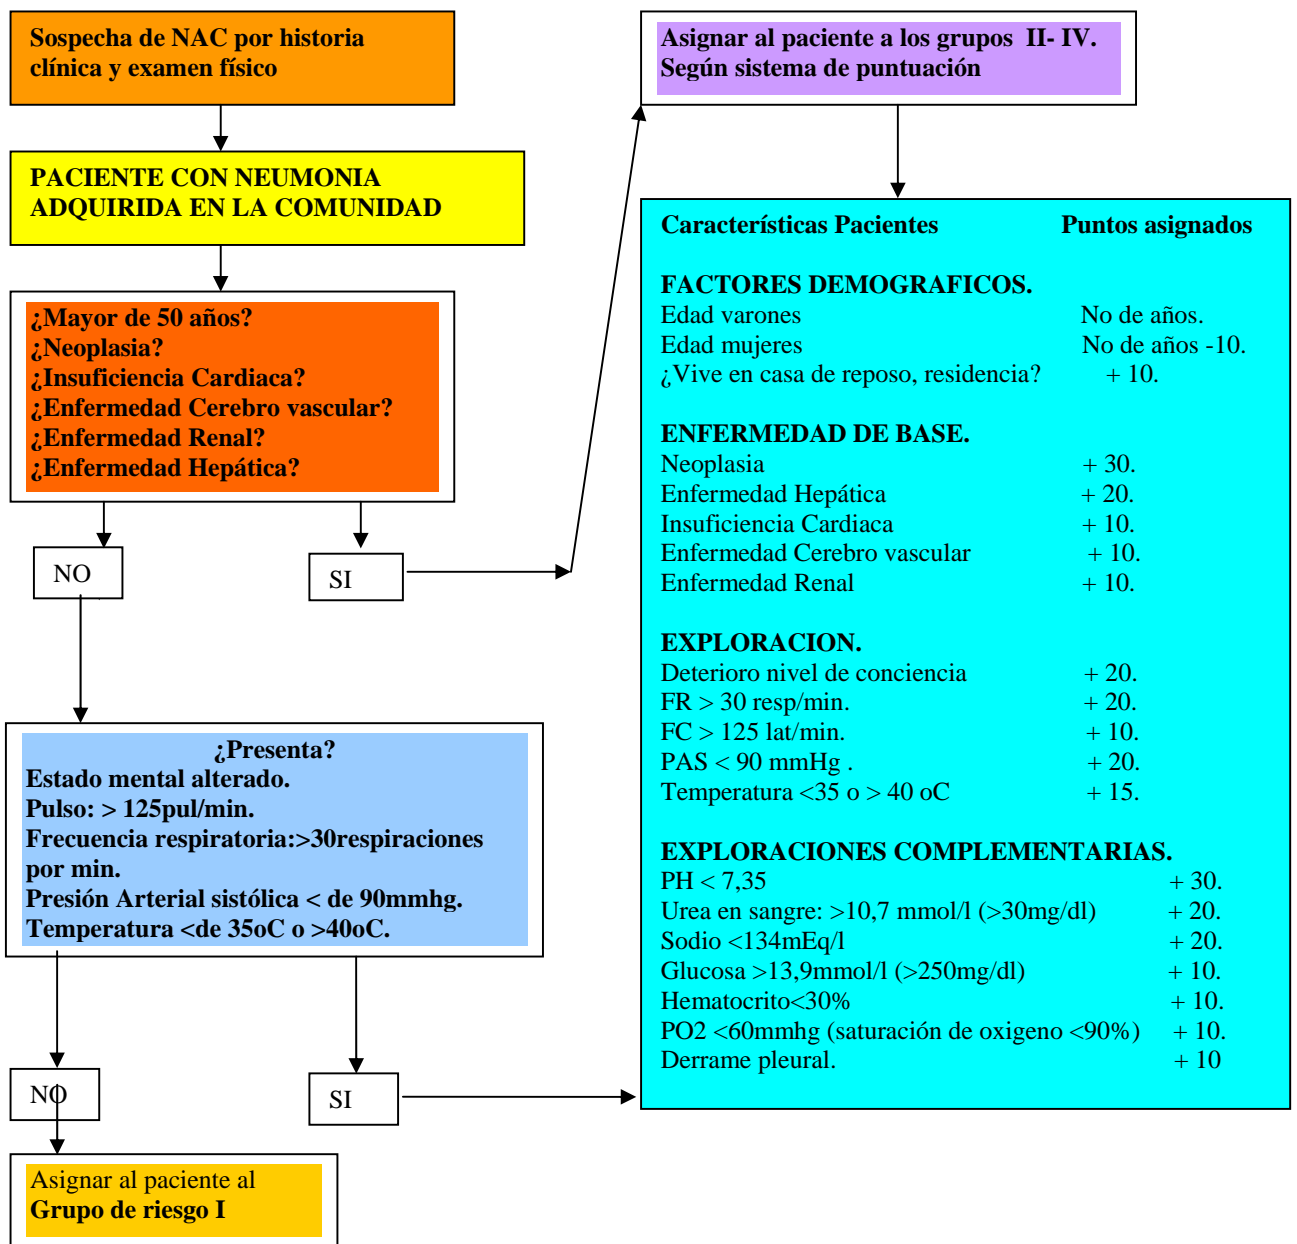 Sospecha de NAC por historia
clínica y examen físico
PACIENTE CON NEUMONIA
ADQUIRIDA EN LA COMUNIDAD
¿Mayor de 50 años?
¿Neoplasia?
¿Insuficiencia Cardiaca?
¿Enfermedad Cerebro vascular?
¿Enfermedad Renal?
¿Enfermedad Hepática?
NO
SI
¿Presenta?
Estado mental alterado.
Pulso: > 125pul/min.
Frecuencia respiratoria:>30respiraciones
por min.
Presión Arterial sistólica < de 90mmhg.
Temperatura <de 35oC o >40oC.
NO
SI
Asignar al paciente al
Grupo de riesgo I
Asignar al paciente a los grupos II- IV.
Según sistema de puntuación
Características Pacientes Puntos asignados
FACTORES DEMOGRAFICOS.
Edad varones No de años.
Edad mujeres No de años -10.
¿Vive en casa de reposo, residencia? + 10.
ENFERMEDAD DE BASE.
Neoplasia + 30.
Enfermedad Hepática + 20.
Insuficiencia Cardiaca + 10.
Enfermedad Cerebro vascular + 10.
Enfermedad Renal + 10.
EXPLORACION.
Deterioro nivel de conciencia + 20.
FR > 30 resp/min. + 20.
FC > 125 lat/min. + 10.
PAS < 90 mmHg . + 20.
Temperatura <35 o > 40 oC + 15.
EXPLORACIONES COMPLEMENTARIAS.
PH < 7,35 + 30.
Urea en sangre: >10,7 mmol/l (>30mg/dl) + 20.
Sodio <134mEq/l + 20.
Glucosa >13,9mmol/l (>250mg/dl) + 10.
Hematocrito<30% + 10.
PO2 <60mmhg (saturación de oxigeno <90%) + 10.
Derrame pleural. + 10